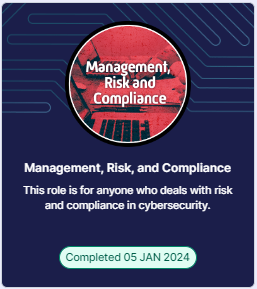 Management,
Risk and
Compliance
Management, Risk, and Compliance
This role is for anyone who deals with risk
and compliance in cybersecurity.
Completed 05 JAN 2024